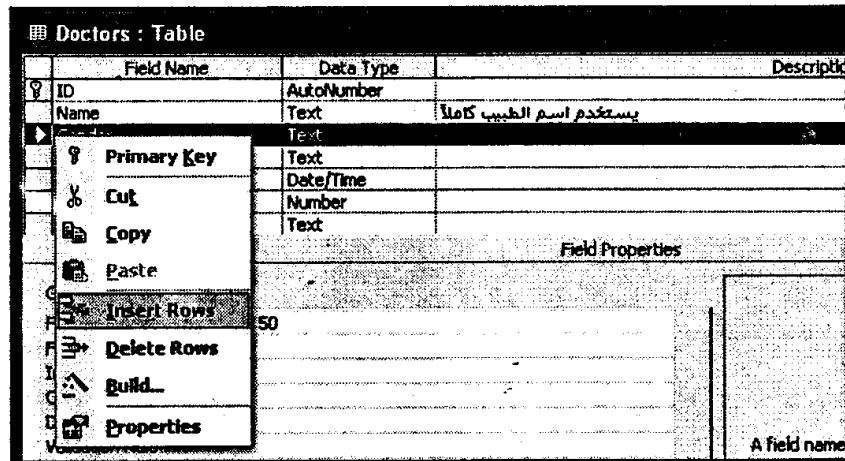 Doctors : Table
Field Name Data Type Descriptio
ID AutoNumber
Name Text يستخدم اسم الطبيب كاملاً
Text
Primary Key Text
Date/Time
Cut Number
Copy Text
Field Properties
Paste
Insert Rows 50
Delete Rows
Build...
Properties
A field name